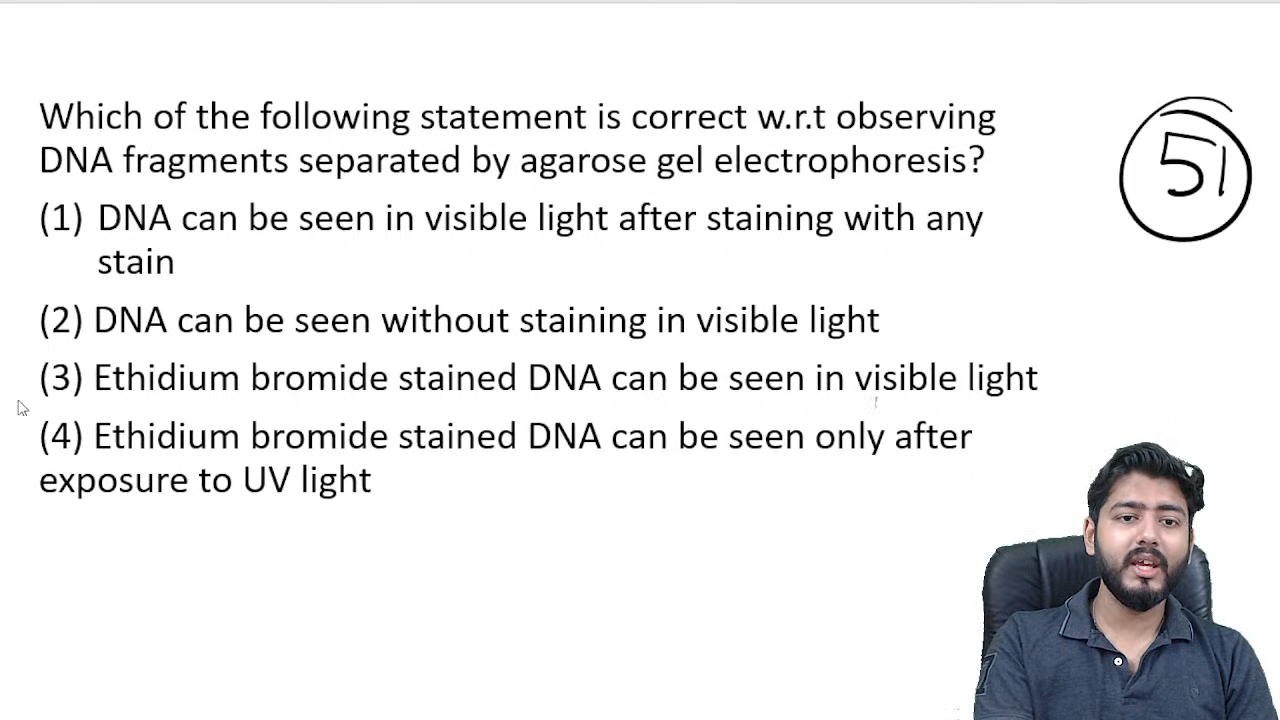 Which of the following statement is correct w.r.t observing
DNA fragments separated by agarose gel electrophoresis?
51
(1) DNA can be seen in visible light after staining with any
stain
(2) DNA can be seen without staining in visible light
(3) Ethidium bromide stained DNA can be seen in visible light
(4) Ethidium bromide stained DNA can be seen only after
exposure to UV light